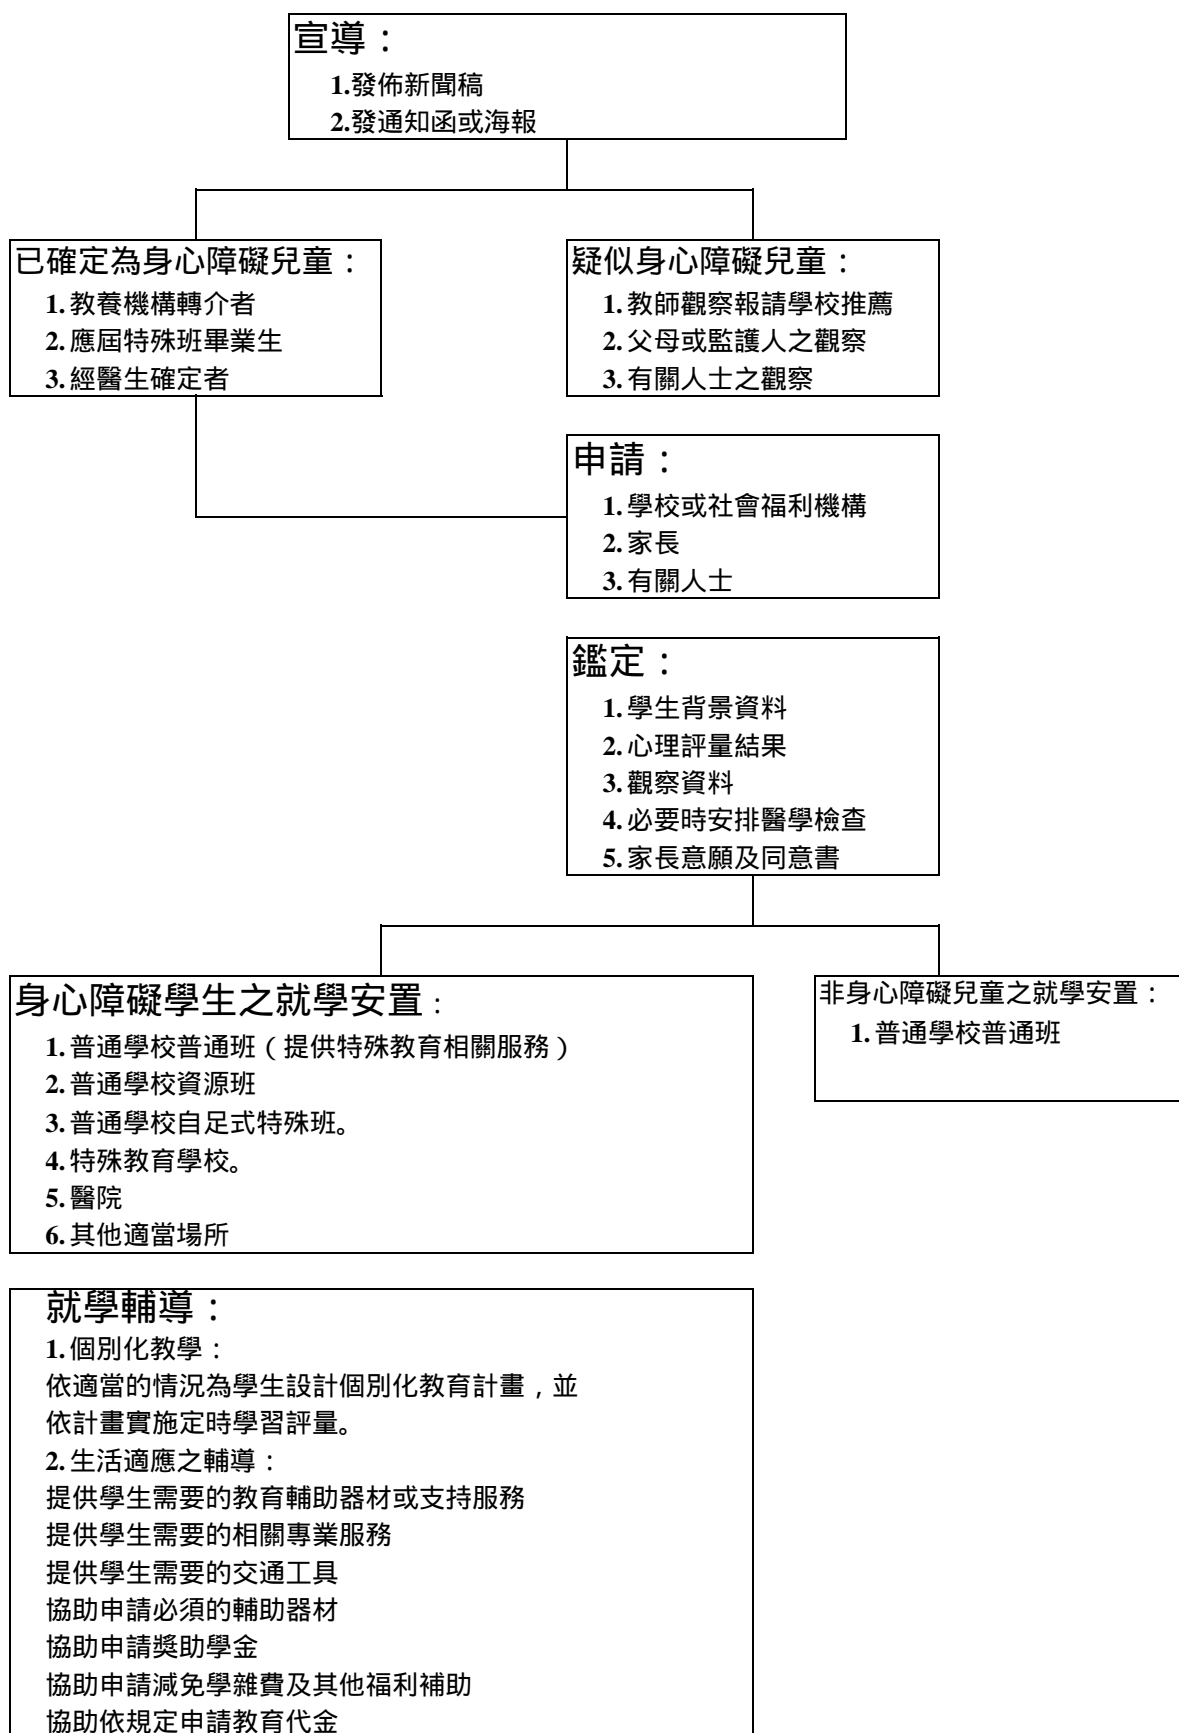 宣導：
1.發佈新聞稿
2.發通知函或海報
已確定為身心障礙兒童：
1.教養機構轉介者
2.應屆特殊班畢業生
3.經醫生確定者
疑似身心障礙兒童：
1.教師觀察報請學校推薦
2.父母或監護人之觀察
3.有關人士之觀察
申請：
1.學校或社會福利機構
2.家長
3.有關人士
鑑定：
1.學生背景資料
2.心理評量結果
3.觀察資料
4.必要時安排醫學檢查
5.家長意願及同意書
身心障礙學生之就學安置：
1.普通學校普通班（提供特殊教育相關服務）
2.普通學校資源班
3.普通學校自足式特殊班。
4.特殊教育學校。
5.醫院
6.其他適當場所
非身心障礙兒童之就學安置：
1.普通學校普通班
就學輔導：
1.個別化教學：
依適當的情況為學生設計個別化教育計畫，並
依計畫實施定時學習評量。
2.生活適應之輔導：
提供學生需要的教育輔助器材或支持服務
提供學生需要的相關專業服務
提供學生需要的交通工具
協助申請必須的輔助器材
協助申請獎助學金
協助申請減免學雜費及其他福利補助
協助依規定申請教育代金